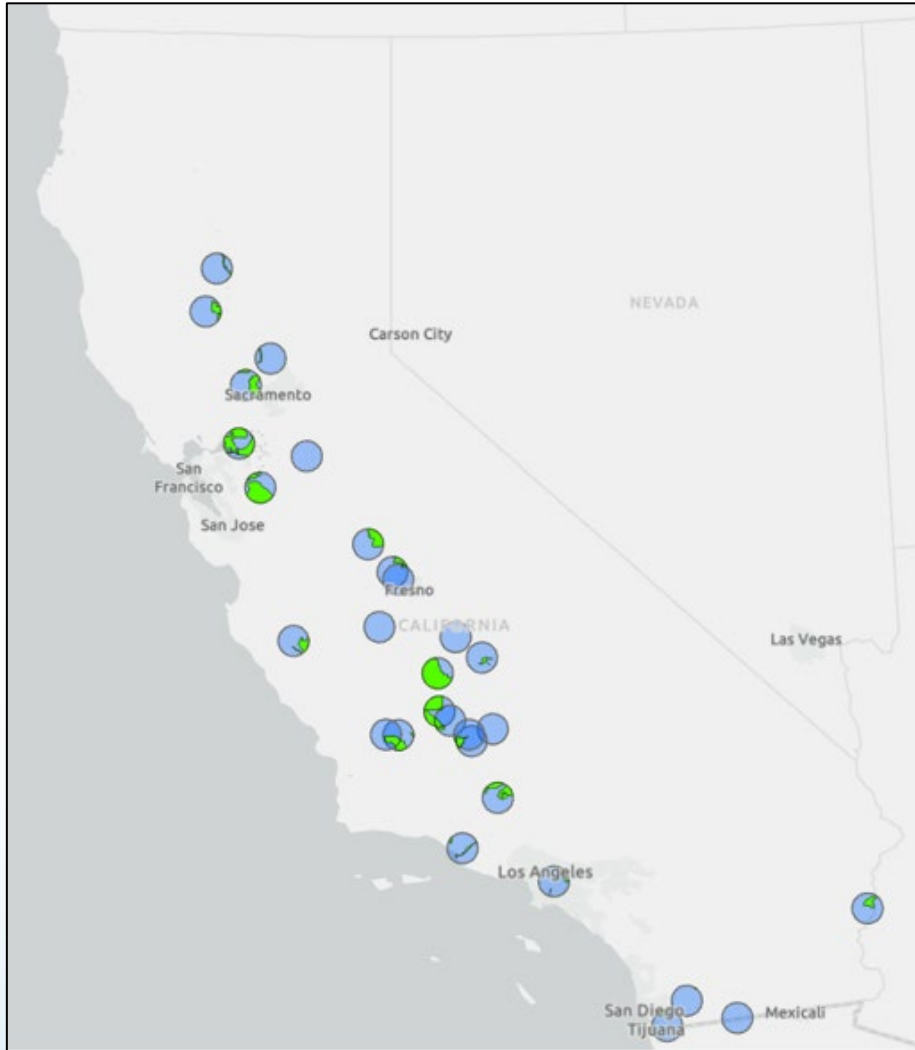 NEVADA
Carson City
Sacramento
San
Francisco
San Jose
Fresno
CALIFORNIA
Las Vegas
Los Angeles
San Diego
Mexicali
Tijuana